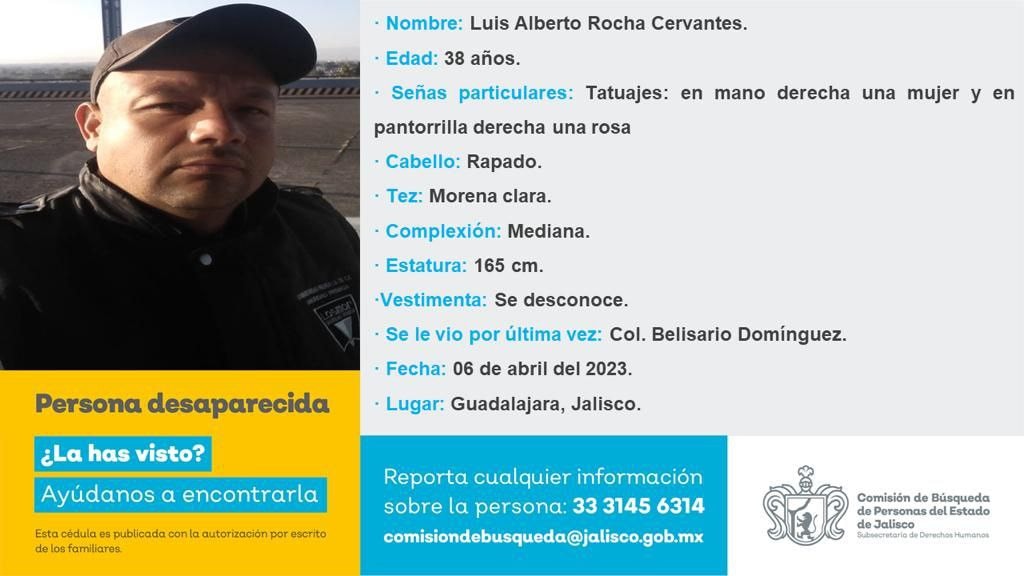 · Nombre: Luis Alberto Rocha Cervantes.
· Edad: 38 años.
· Señas particulares: Tatuajes: en mano derecha una mujer y en
pantorrilla derecha una rosa
· Cabello: Rapado.
· Tez: Morena clara.
· Complexión: Mediana.
· Estatura: 165 cm.
·Vestimenta: Se desconoce.
· Se le vio por última vez: Col. Belisario Domínguez.
· Fecha: 06 de abril del 2023.
· Lugar: Guadalajara, Jalisco.
Persona desaparecida
¿La has visto?
Ayúdanos a encontrarla
Esta cédula es publicada con la autorización por escrito
de los familiares.
Reporta cualquier información
sobre la persona: 33 3145 6314
comisiondebusqueda@jalisco.gob.mx
Comisión de Búsqueda
de Personas del Estado
de Jalisco
Subsecretaría de Derechos Humanos